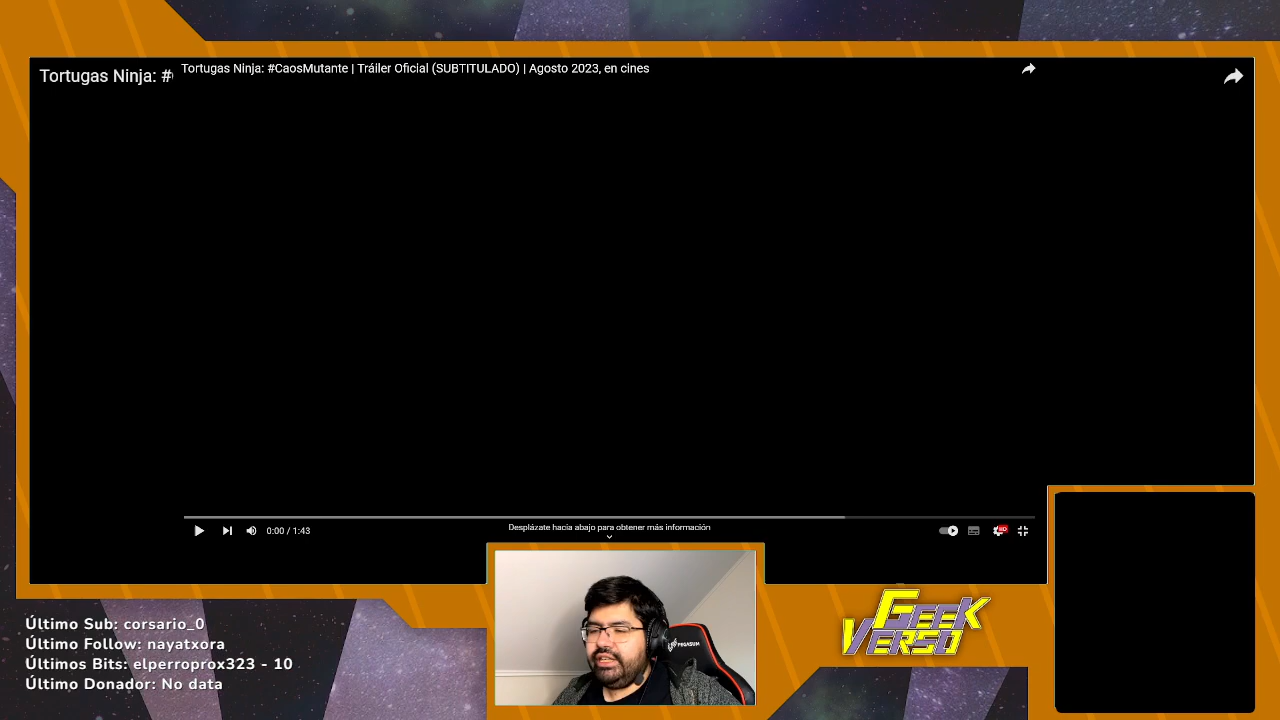 Tortugas Ninja: #
Tortugas Ninja: #CaosMutante | Tráiler Oficial (SUBTITULADO) | Agosto 2023, en cines
0:00 / 1:43
Desplázate hacia abajo para obtener más información
HD
PEGASUM
GEEK
VERSO
Último Sub: corsario_0
Último Follow: nayatxora
Últimos Bits: elperroprox323 - 10
Último Donador: No data